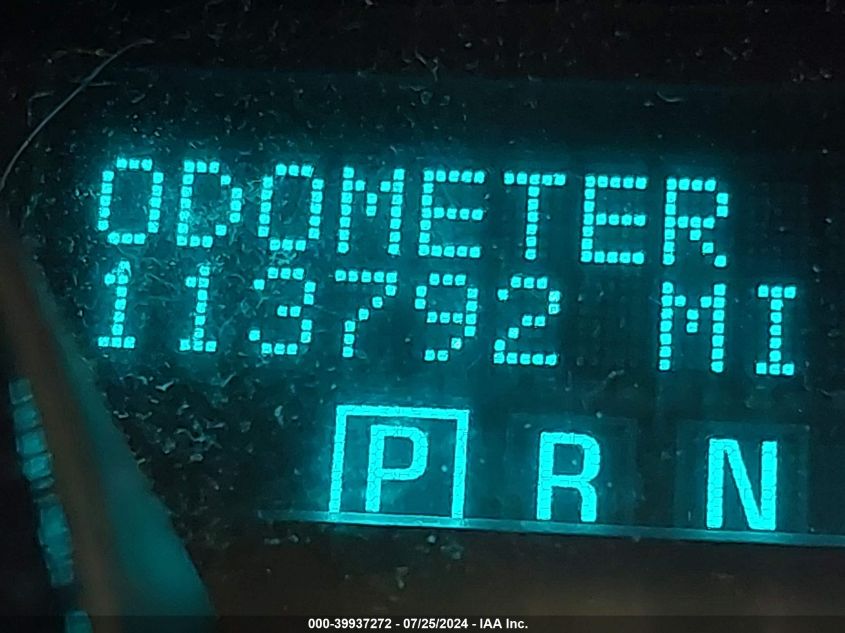 ODOMETER
113792 MI
P R N
000-39937272 - 07/25/2024 - IAA Inc.